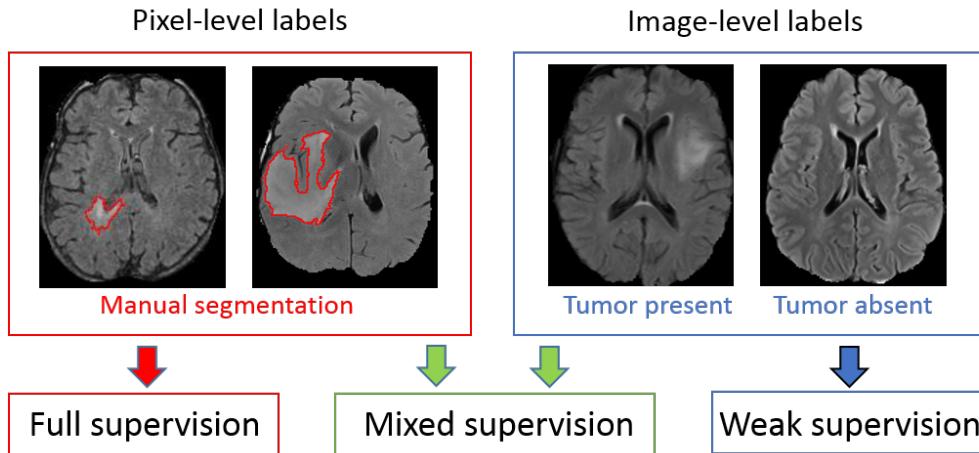 Pixel-level labels
Image-level labels
Manual segmentation
Tumor present
Tumor absent
Full supervision
Mixed supervision
Weak supervision